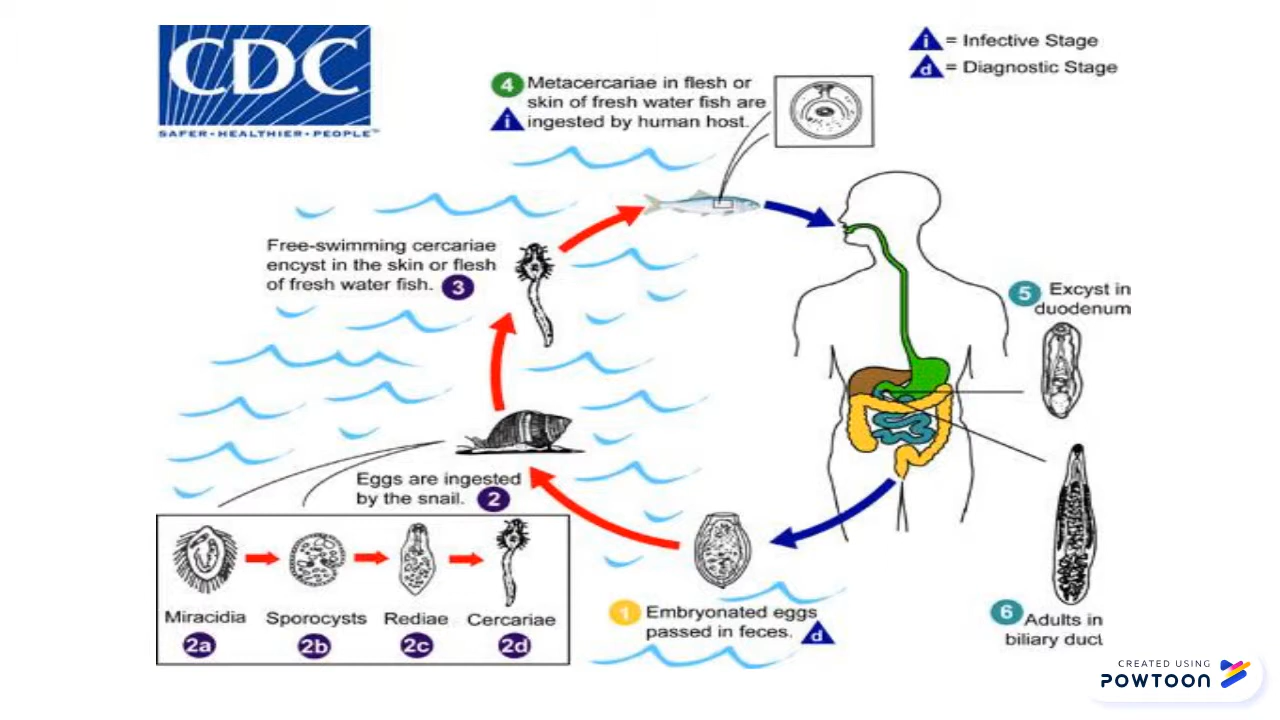 CDC
SAFER•HEALTHIER•PEOPLE™
i = Infective Stage
d = Diagnostic Stage
4 Metacercariae in flesh or
skin of fresh water fish are
i ingested by human host.
Free-swimming cercariae
encyst in the skin or flesh
of fresh water fish. 3
5 Excyst in
duodenum
Eggs are ingested
by the snail. 2
Miracidia Sporocysts Rediae Cercariae
2a 2b 2c 2d
1 Embryonated eggs
passed in feces. d
6 Adults in
biliary duct
CREATED USING
POWTOON